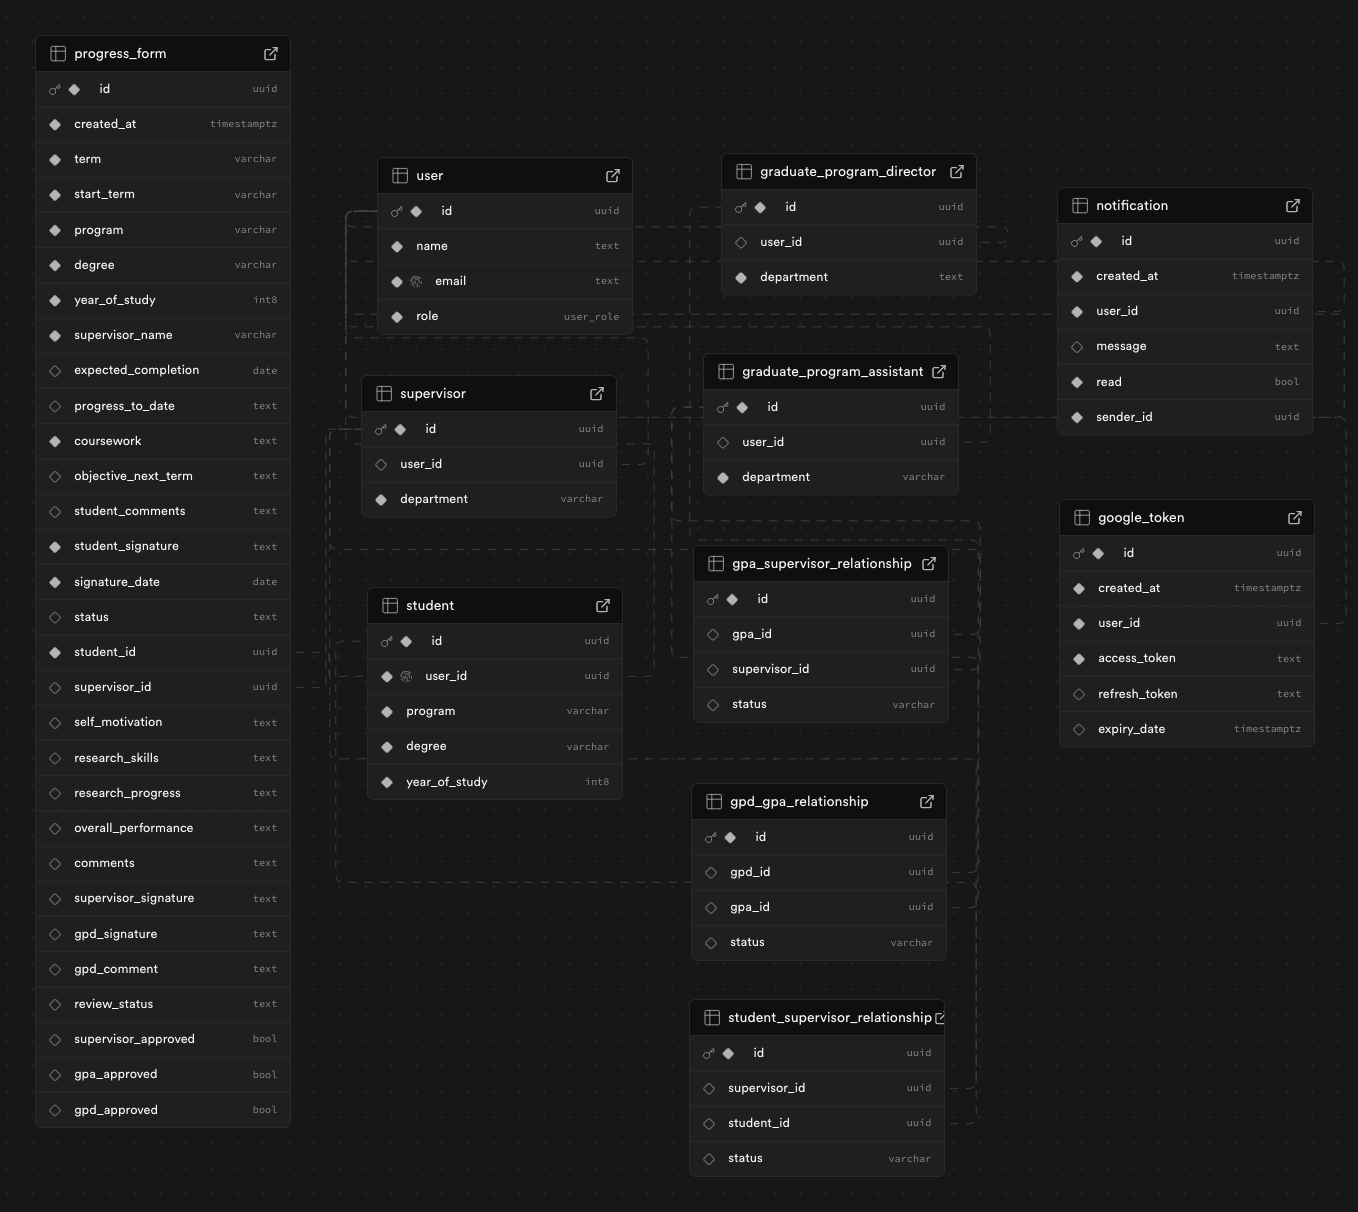 progress_form
id uuid
created_at timestamptz
term varchar
start_term varchar
program varchar
degree varchar
year_of_study int8
supervisor_name varchar
expected_completion date
progress_to_date text
coursework text
objective_next_term text
student_comments text
student_signature text
signature_date date
status text
student_id uuid
supervisor_id uuid
self_motivation text
research_skills text
research_progress text
overall_performance text
comments text
supervisor_signature text
gpd_signature text
gpd_comment text
review_status text
supervisor_approved bool
gpa_approved bool
gpd_approved bool
user
id uuid
name text
email text
role user_role
supervisor
id uuid
user_id uuid
department varchar
student
id uuid
user_id uuid
program varchar
degree varchar
year_of_study int8
graduate_program_director
id uuid
user_id uuid
department text
graduate_program_assistant
id uuid
user_id uuid
department varchar
gpa_supervisor_relationship
id uuid
gpa_id uuid
supervisor_id uuid
status varchar
gpd_gpa_relationship
id uuid
gpd_id uuid
gpa_id uuid
status varchar
student_supervisor_relationship
id uuid
supervisor_id uuid
student_id uuid
status varchar
notification
id uuid
created_at timestamptz
user_id uuid
message text
read bool
sender_id uuid
google_token
id uuid
created_at timestamptz
user_id uuid
access_token text
refresh_token text
expiry_date timestamptz